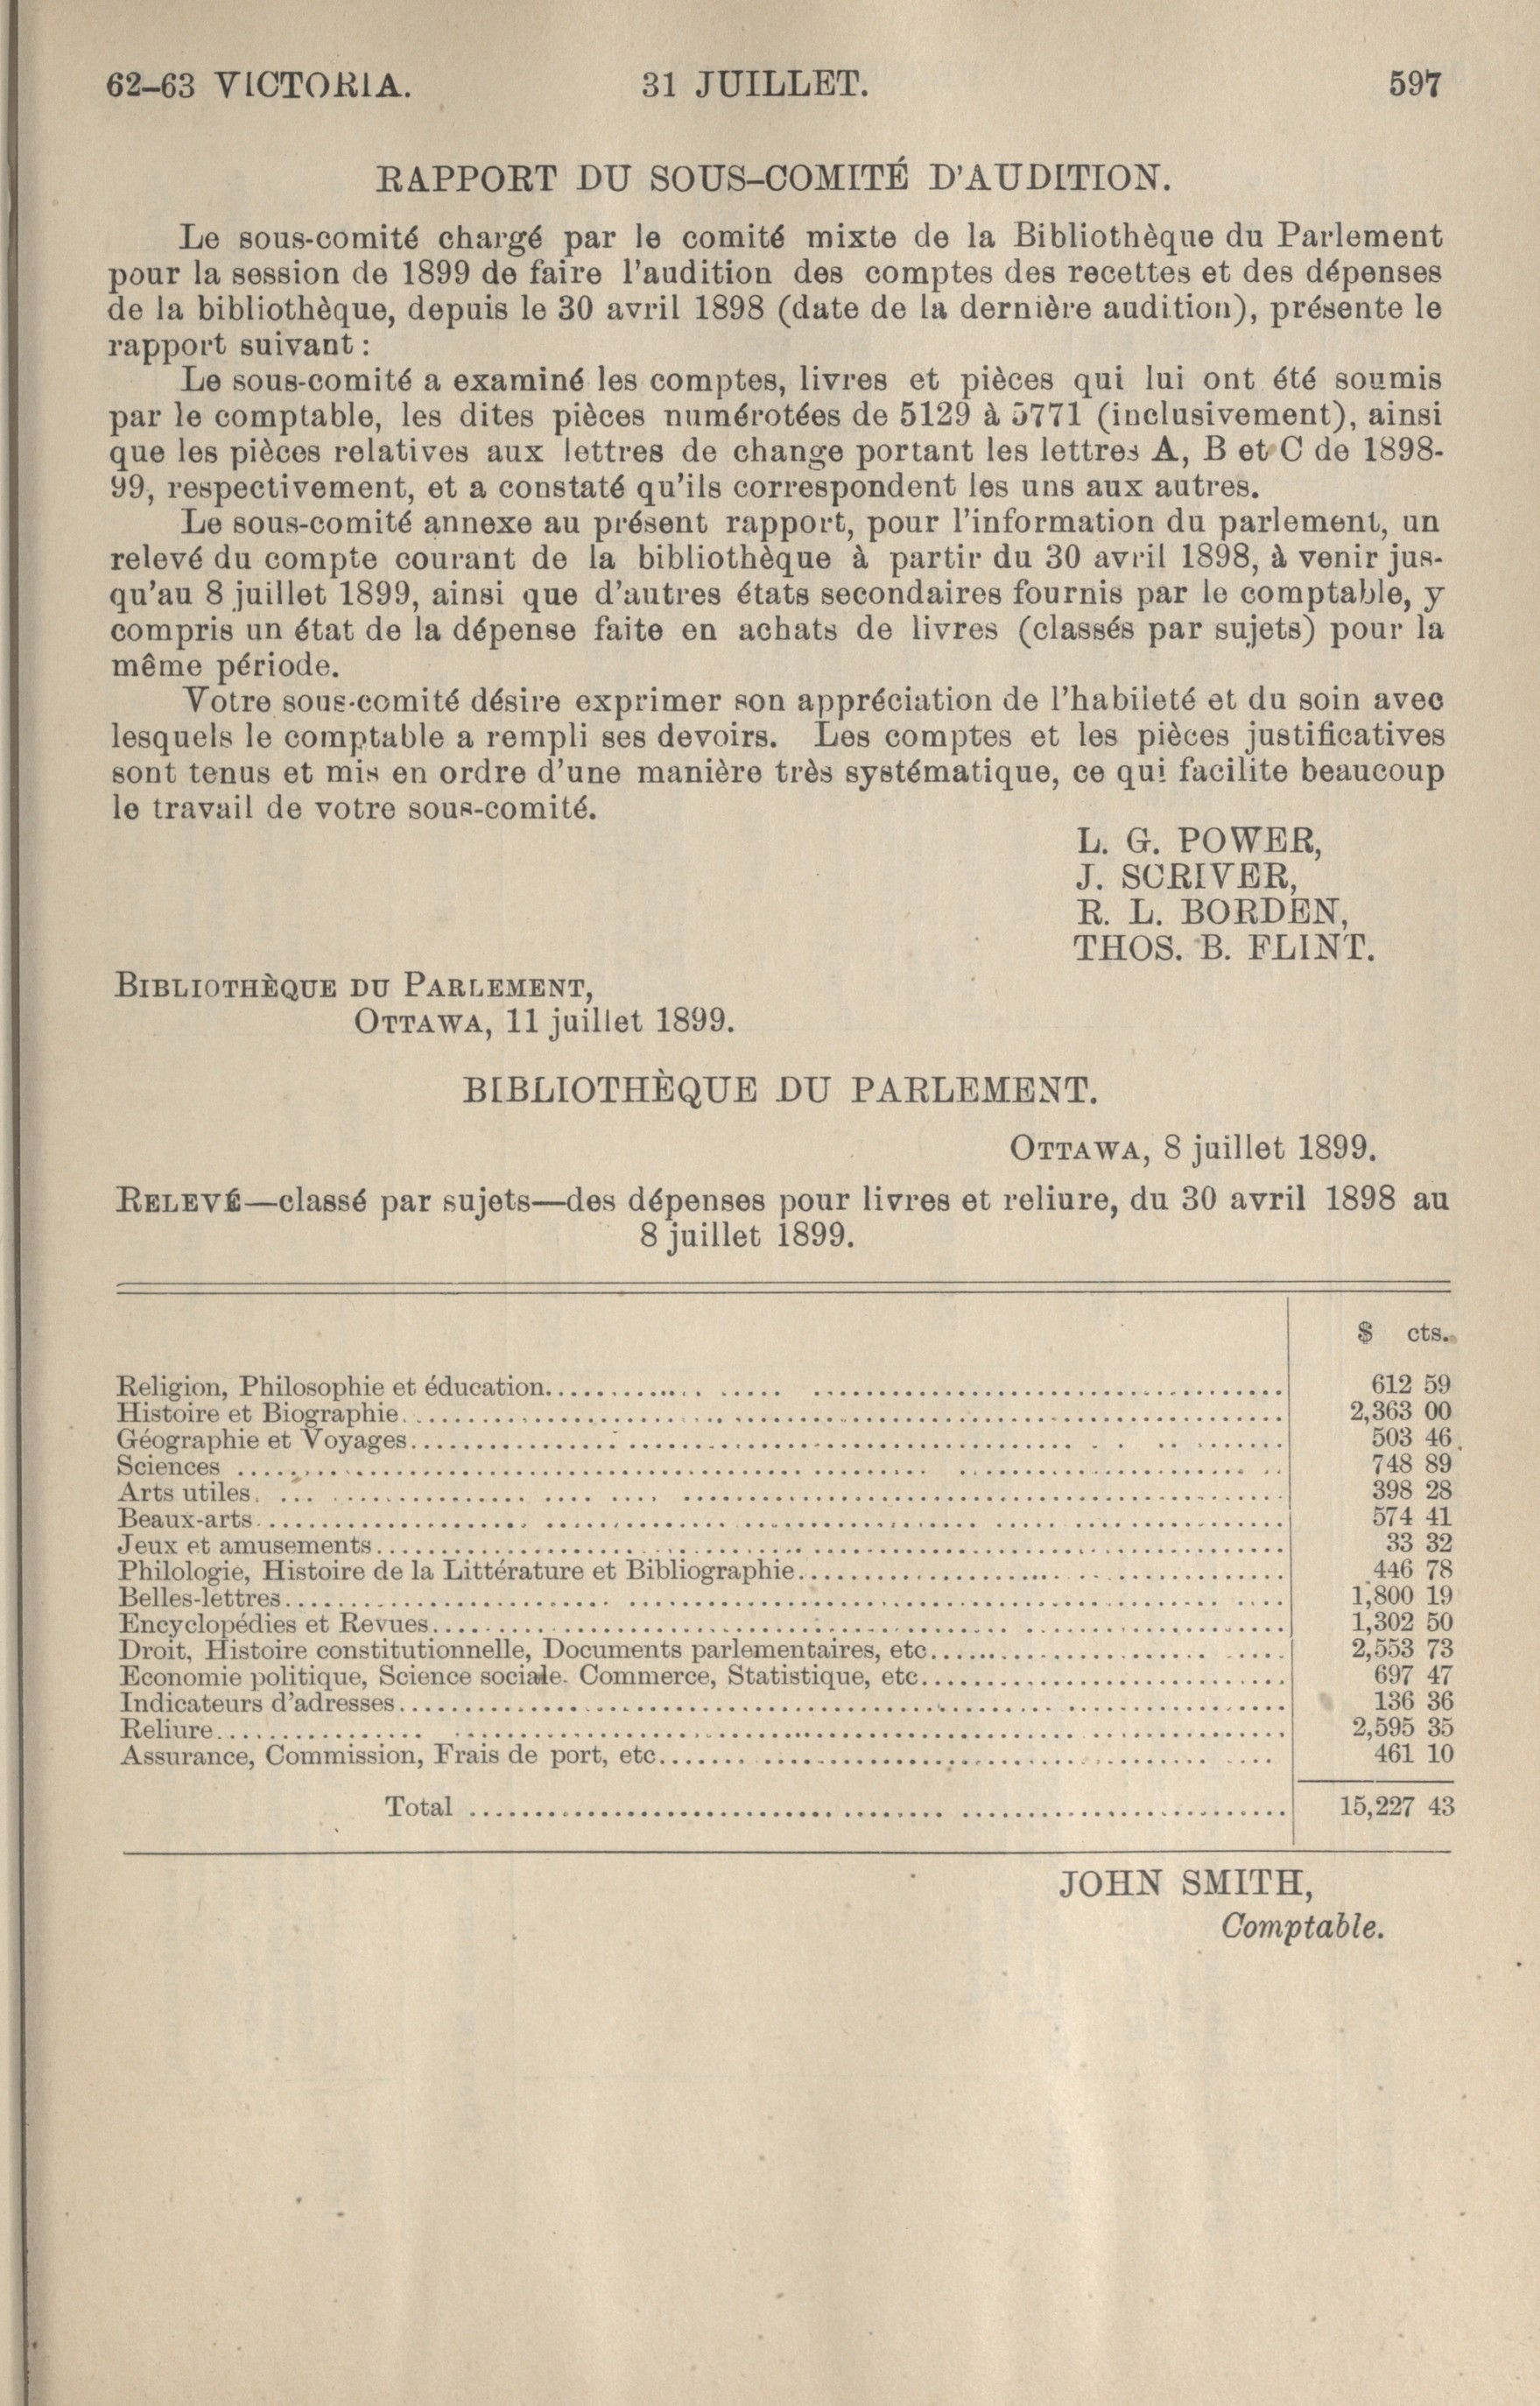 62-63 VICTORIA. 31 JUILLET. 597
RAPPORT DU SOUS-COMITÉ D'AUDITION.
Le sous-comité chargé par le comité mixte de la Bibliothèque du Parlement
pour la session de 1899 de faire l'audition des comptes des recettes et des dépenses
de la bibliothèque, depuis le 30 avril 1898 (date de la dernière audition), présente le
rapport suivant :
Le sous-comité a examiné les comptes, livres et pièces qui lui ont été soumis
par le comptable, les dites pièces numérotées de 5129 à 5771 (inclusivement), ainsi
que les pièces relatives aux lettres de change portant les lettres A, B et C de 1898-
99, respectivement, et a constaté qu'ils correspondent les uns aux autres.
Le sous-comité annexe au présent rapport, pour l'information du parlement, un
relevé du compte courant de la bibliothèque à partir du 30 avril 1898, à venir jus-
qu'au 8 juillet 1899, ainsi que d'autres états secondaires fournis par le comptable, y
compris un état de la dépense faite en achats de livres (classés par sujets) pour la
même période.
Votre sous-comité désire exprimer son appréciation de l'habileté et du soin avec
lesquels le comptable a rempli ses devoirs. Les comptes et les pièces justificatives
sont tenus et mis en ordre d'une manière très systématique, ce qui facilite beaucoup
le travail de votre sous-comité.
L. G. POWER,
J. SCRIVER,
R. L. BORDEN,
THOS. B. FLINT.
BIBLIOTHÈQUE DU PARLEMENT,
OTTAWA, 11 juillet 1899.
BIBLIOTHÈQUE DU PARLEMENT.
OTTAWA, 8 juillet 1899.
RELEVÉ—classé par sujets—des dépenses pour livres et reliure, du 30 avril 1898 au
8 juillet 1899.
$ cts.
Religion, Philosophie et éducation 612 59
Histoire et Biographie 2,363 00
Géographie et Voyages 503 46
Sciences 748 89
Arts utiles 398 28
Beaux-arts 574 41
Jeux et amusements 33 32
Philologie, Histoire de la Littérature et Bibliographie 446 78
Belles-lettres 1,800 19
Encyclopédies et Revues 1,302 50
Droit, Histoire constitutionnelle, Documents parlementaires, etc 2,553 73
Economie politique, Science sociale. Commerce, Statistique, etc 697 47
Indicateurs d'adresses 136 36
Reliure 2,595 35
Assurance, Commission, Frais de port, etc 461 10
Total 15,227 43
JOHN SMITH,
Comptable.